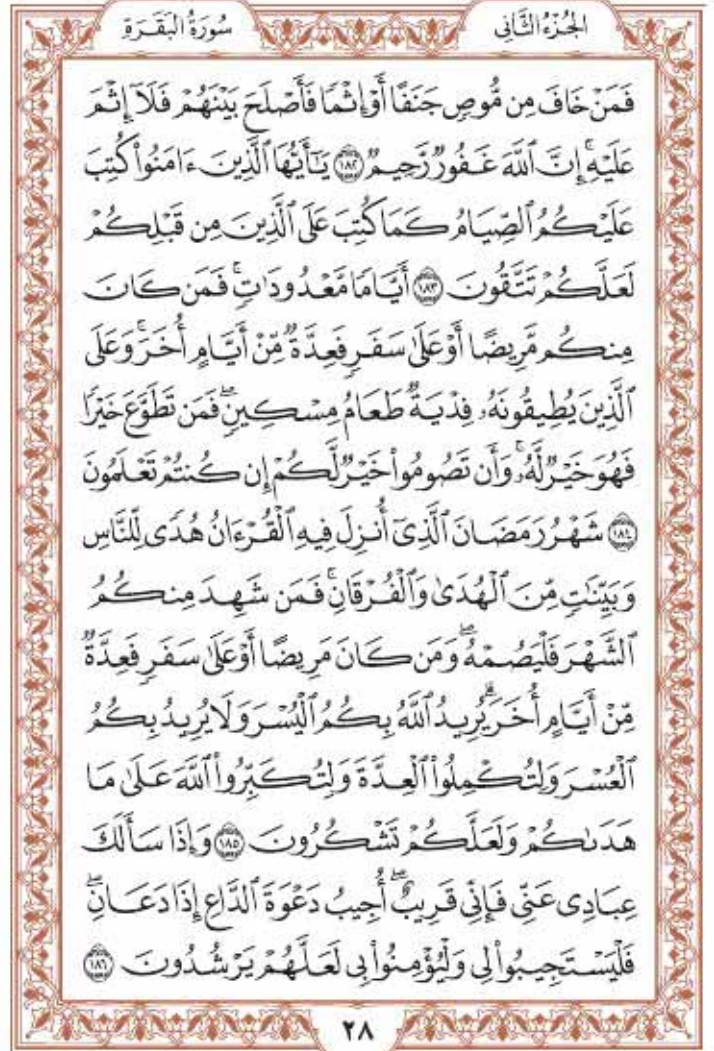 سُورَةُ البَقَرَةِ الجُزْءُ الثَّانِي
فَمَنْ خَافَ مِن مُّوصٖ جَنَفًا أَوۡ إِثۡمٗا فَأَصۡلَحَ بَيۡنَهُمۡ فَلَآ إِثۡمَ
عَلَيۡهِۚ إِنَّ ٱللَّهَ غَفُورٞ رَّحِيمٞ ١٨٢ يَٰٓأَيُّهَا ٱلَّذِينَ ءَامَنُواْ كُتِبَ
عَلَيۡكُمُ ٱلصِّيَامُ كَمَا كُتِبَ عَلَى ٱلَّذِينَ مِن قَبۡلِكُمۡ
لَعَلَّكُمۡ تَتَّقُونَ ١٨٣ أَيَّامٗا مَّعۡدُودَٰتٖۚ فَمَن كَانَ
مِنكُم مَّرِيضًا أَوۡ عَلَىٰ سَفَرٖ فَعِدَّةٞ مِّنۡ أَيَّامٍ أُخَرَۚ وَعَلَى
ٱلَّذِينَ يُطِيقُونَهُۥ فِدۡيَةٞ طَعَامُ مِسۡكِينٖۖ فَمَن تَطَوَّعَ خَيۡرٗا
فَهُوَ خَيۡرٞ لَّهُۥۚ وَأَن تَصُومُواْ خَيۡرٞ لَّكُمۡ إِن كُنتُمۡ تَعۡلَمُونَ
١٨٤ شَهۡرُ رَمَضَانَ ٱلَّذِيٓ أُنزِلَ فِيهِ ٱلۡقُرۡءَانُ هُدٗى لِّلنَّاسِ
وَبَيِّنَٰتٖ مِّنَ ٱلۡهُدَىٰ وَٱلۡفُرۡقَانِۚ فَمَن شَهِدَ مِنكُمُ
ٱلشَّهۡرَ فَلۡيَصُمۡهُۖ وَمَن كَانَ مَرِيضًا أَوۡ عَلَىٰ سَفَرٖ فَعِدَّةٞ
مِّنۡ أَيَّامٍ أُخَرَۗ يُرِيدُ ٱللَّهُ بِكُمُ ٱلۡيُسۡرَ وَلَا يُرِيدُ بِكُمُ
ٱلۡعُسۡرَ وَلِتُكۡمِلُواْ ٱلۡعِدَّةَ وَلِتُكَبِّرُواْ ٱللَّهَ عَلَىٰ مَا
هَدَىٰكُمۡ وَلَعَلَّكُمۡ تَشۡكُرُونَ ١٨٥ وَإِذَا سَأَلَكَ
عِبَادِي عَنِّي فَإِنِّي قَرِيبٌۖ أُجِيبُ دَعۡوَةَ ٱلدَّاعِ إِذَا دَعَانِۖ
فَلۡيَسۡتَجِيبُواْ لِي وَلۡيُؤۡمِنُواْ بِي لَعَلَّهُمۡ يَرۡشُدُونَ ١٨٦
٢٨